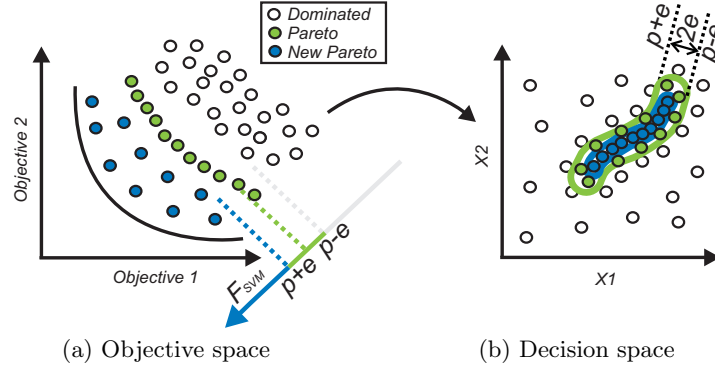 Dominated
Pareto
New Pareto
Objective 2
Objective 1
F_SVM
p+e
p-e
(a) Objective space
p+e
2e
p-e
X2
X1
(b) Decision space